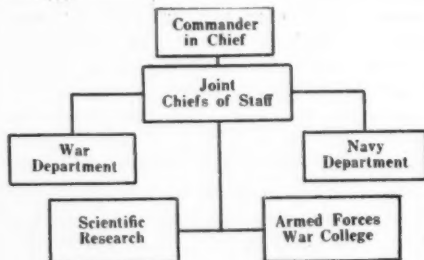 Commander
in Chief
Joint
Chiefs of Staff
War
Department
Navy
Department
Scientific
Research
Armed Forces
War College